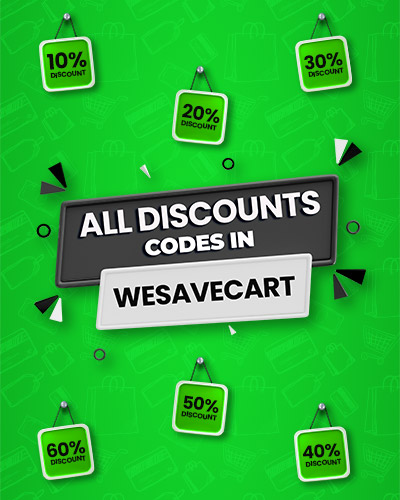 10%
DISCOUNT
30%
DISCOUNT
20%
DISCOUNT
ALL DISCOUNTS
CODES IN
WESAVECART
50%
DISCOUNT
60%
DISCOUNT
40%
DISCOUNT